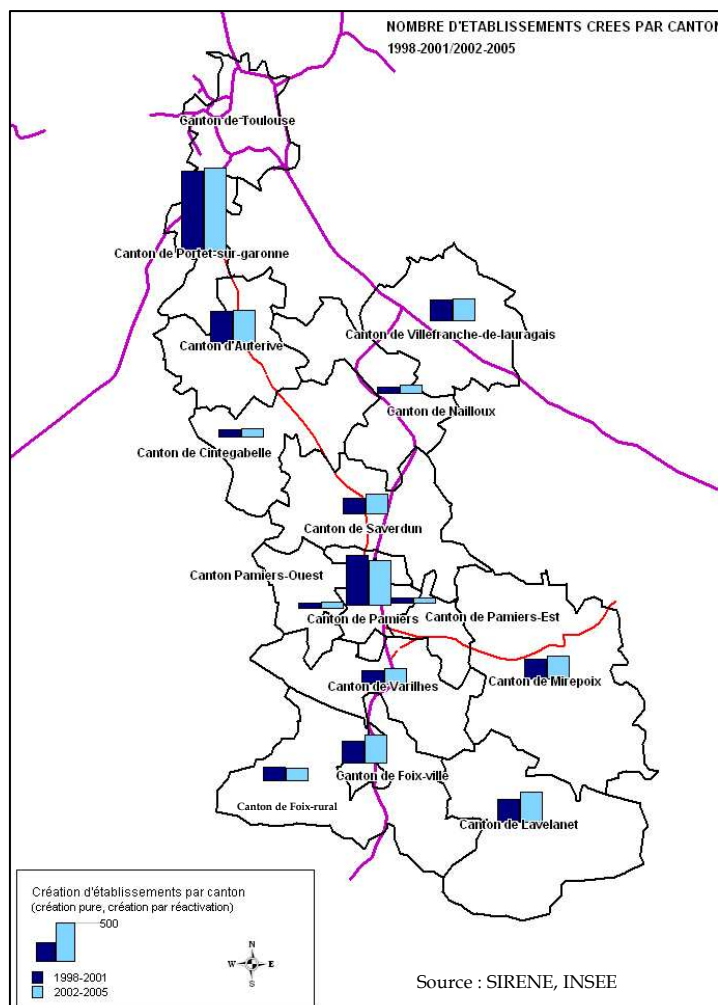 NOMBRE D'ETABLISSEMENTS CREES PAR CANTON
1998-2001/2002-2005
Canton de Toulouse
Canton de Portet-sur-garonne
Canton d'Auterive
Canton de Villefranche-de-lauragais
Canton de Nailloux
Canton de Cintegabelle
Canton de Saverdun
Canton Pamiers-Ouest
Canton de Pamiers
Canton de Pamiers-Est
Canton de Varilhes
Canton de Mirepoix
Canton de Foix-ville
Canton de Foix-rural
Canton de Lavelanet
Création d'établissements par canton
(création pure, création par réactivation)
500
1998-2001
2002-2005
N
W E
S
Source : SIRENE, INSEE